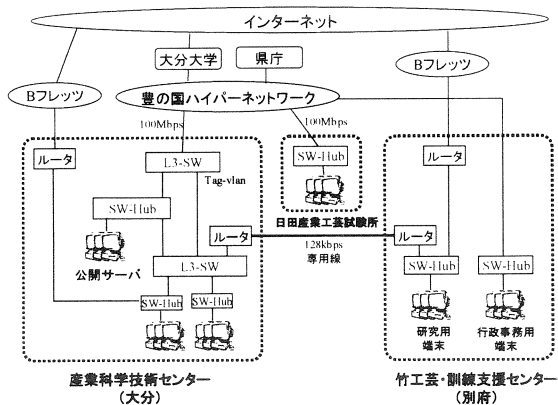 インターネット
大分大学
県庁
Bフレッツ
Bフレッツ
豊の国ハイパーネットワーク
100Mbps
100Mbps
ルータ
L3-SW
Tag-vlan
SW-Hub
SW-Hub
日田産業工芸試験所
ルータ
公開サーバ
ルータ
128kbps
専用線
ルータ
L3-SW
SW-Hub
SW-Hub
SW-Hub
SW-Hub
研究用
端末
行政事務用
端末
産業科学技術センター
(大分)
竹工芸・訓練支援センター
(別府)